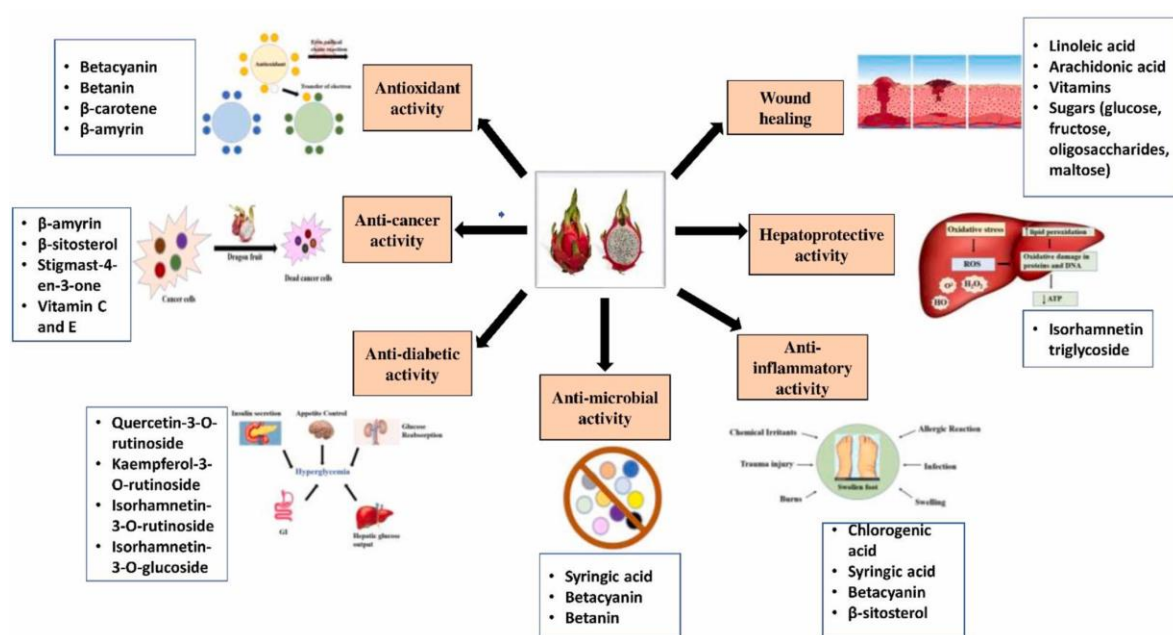 • Betacyanin
• Betanin
• β-carotene
• β-amyrin
Antioxidant
Transfer of electron
Antioxidant
activity
Wound
healing
• Linoleic acid
• Arachidonic acid
• Vitamins
• Sugars (glucose,
fructose,
oligosaccharides,
maltose)
• β-amyrin
• β-sitosterol
• Stigmast-4-
en-3-one
• Vitamin C
and E
Cancer cells
Dragon fruit
Dead cancer cells
Anti-cancer
activity
*
Hepatoprotective
activity
Oxidative stress
↑ lipid peroxidation
ROS
Oxidative damage in
proteins and DNA
H₂O₂
HO
↓ ATP
• Isorhamnetin
triglycoside
Anti-diabetic
activity
Anti-microbial
activity
Anti-
inflammatory
activity
• Quercetin-3-O-
rutinoside
• Kaempferol-3-
O-rutinoside
• Isorhamnetin-
3-O-rutinoside
• Isorhamnetin-
3-O-glucoside
Insulin secretion
Appetite Control
Glucose
Reabsorption
Hyperglycemia
GI
Hepatic glucose
output
• Syringic acid
• Betacyanin
• Betanin
Chemical Irritants
Allergic Reaction
Trauma injury
Infection
Swollen foot
Burns
Swelling
• Chlorogenic
acid
• Syringic acid
• Betacyanin
• β-sitosterol